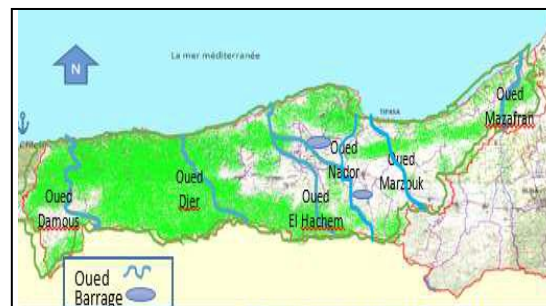 La mer méditerranée
N
TIPASA
Oued
Mazafran
Oued
Nador
Oued
Marzouk
Oued
Djer
Oued
El Hachem
Oued
Damous
Oued
Barrage